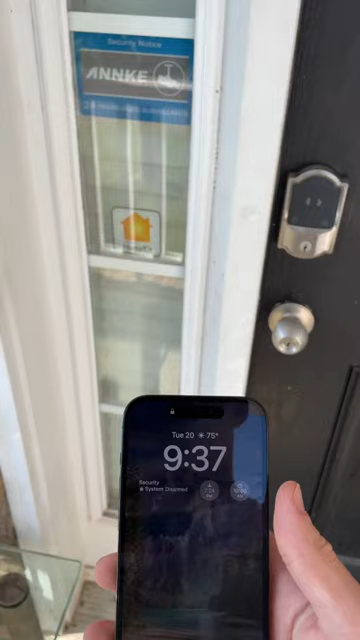 Security Notice
ANNKE
Tue 20 75°
9:37
Security
System Disarmed